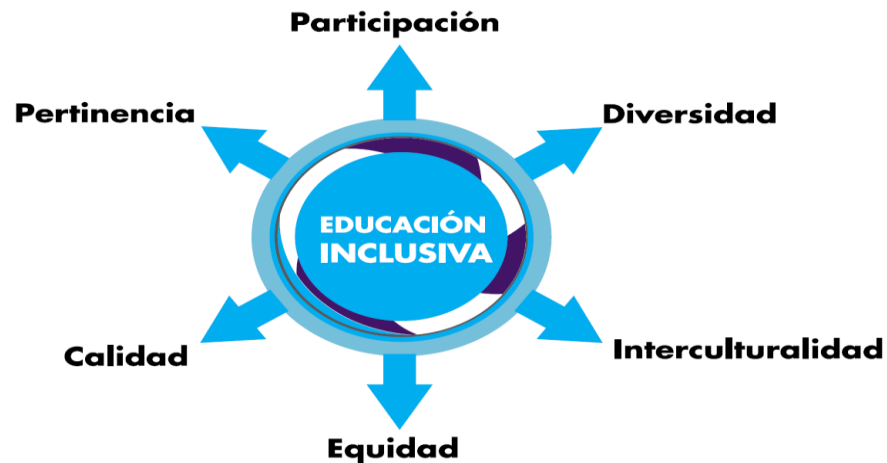 Participación
Pertinencia
Diversidad
EDUCACIÓN
INCLUSIVA
Calidad
Interculturalidad
Equidad